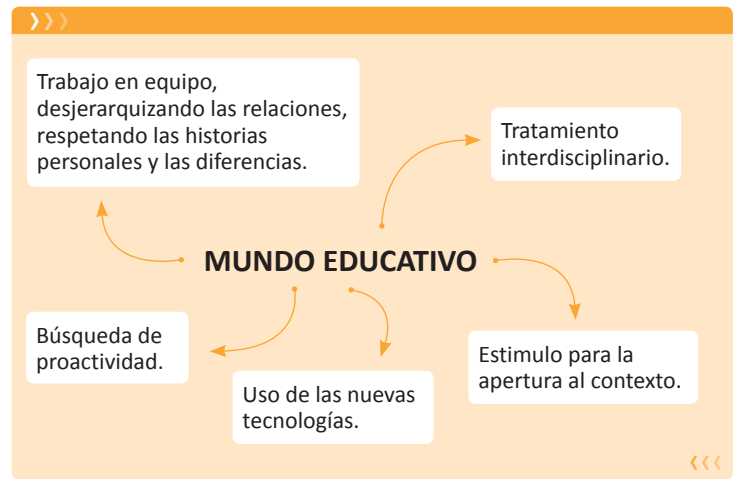 Trabajo en equipo,
desjerarquizando las relaciones,
respetando las historias
personales y las diferencias.
Tratamiento
interdisciplinario.
MUNDO EDUCATIVO
Búsqueda de
proactividad.
Uso de las nuevas
tecnologías.
Estimulo para la
apertura al contexto.